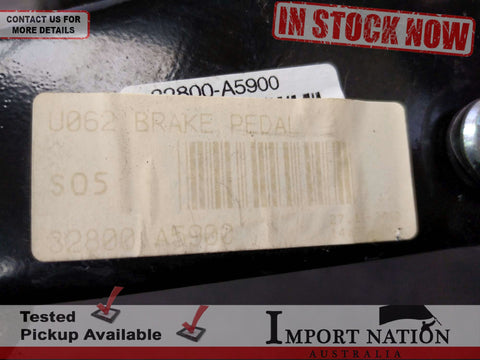 CONTACT US
FOR
MORE DETAILS
IN STOCK NOW
32800-A5900
U062 BRAKE PEDAL
S05
32800 A5900
Tested
Pickup Available
IMPORT NATION
AUSTRALIA